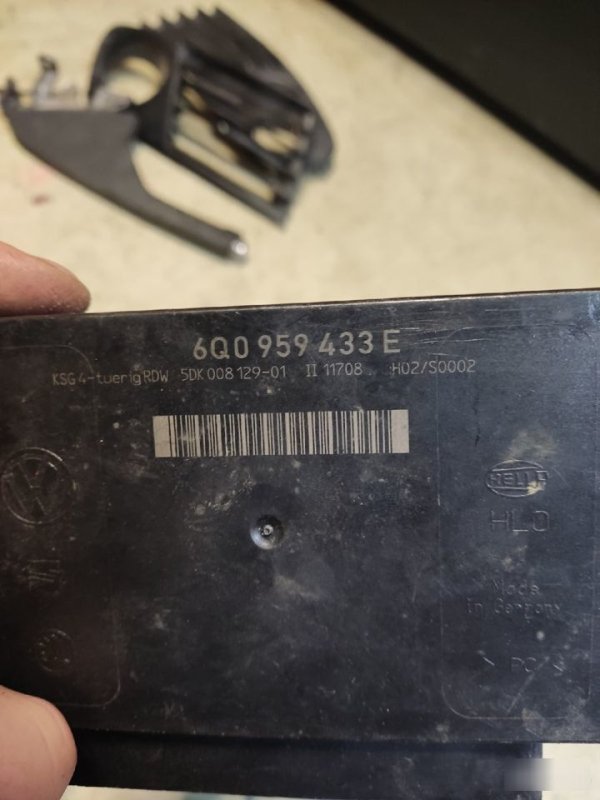 6Q0 959 433 E
KSG 4-tuerig RDW 5DK 008 129-01 II 11708 H02/S0002
HELLA
HLO
Made
in Germany
> PC <